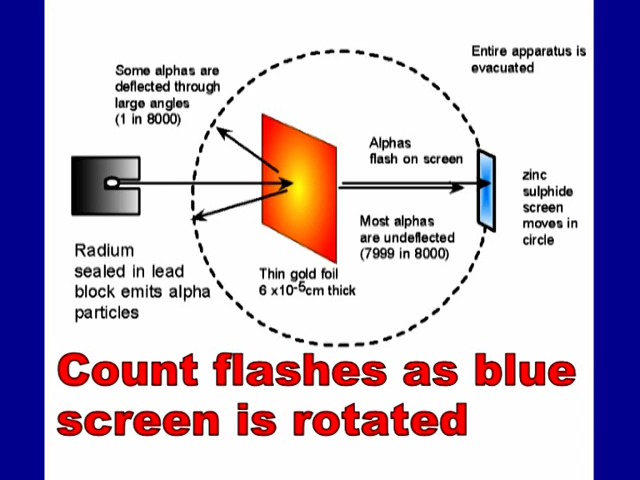 Entire apparatus is
evacuated
Some alphas are
deflected through
large angles
(1 in 8000)
Alphas
flash on screen
zinc
sulphide
screen
moves in
circle
Most alphas
are undeflected
(7999 in 8000)
Radium
sealed in lead
block emits alpha
particles
Thin gold foil
6 x10-5cm thick
Count flashes as blue
screen is rotated